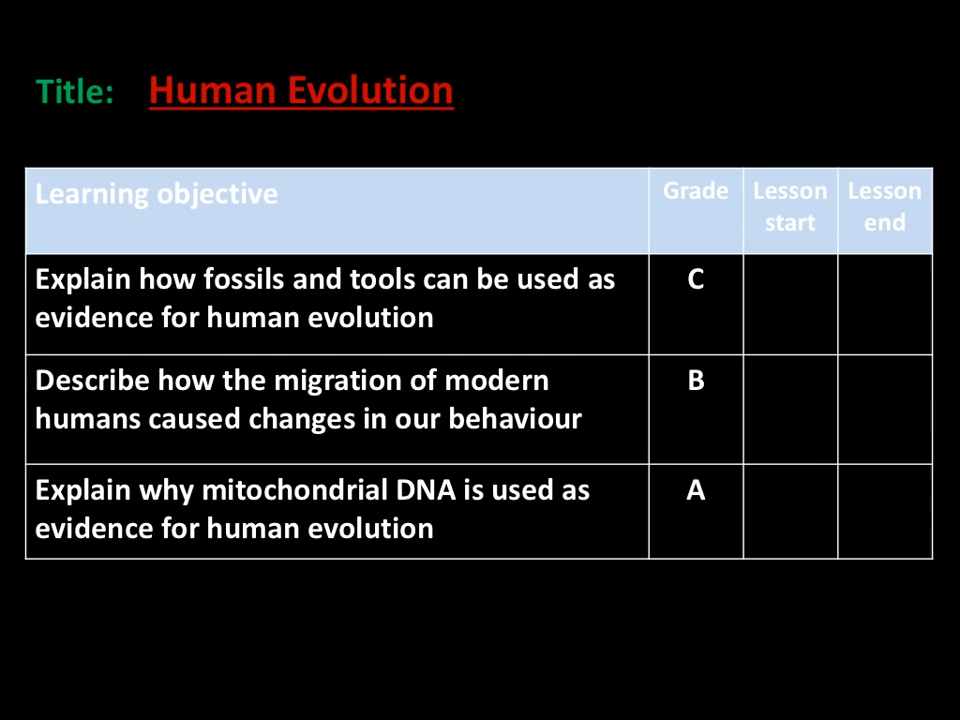 Title: Human Evolution
Learning objective Grade Lesson start Lesson end
Explain how fossils and tools can be used as
evidence for human evolution
C
Describe how the migration of modern
humans caused changes in our behaviour
B
Explain why mitochondrial DNA is used as
evidence for human evolution
A